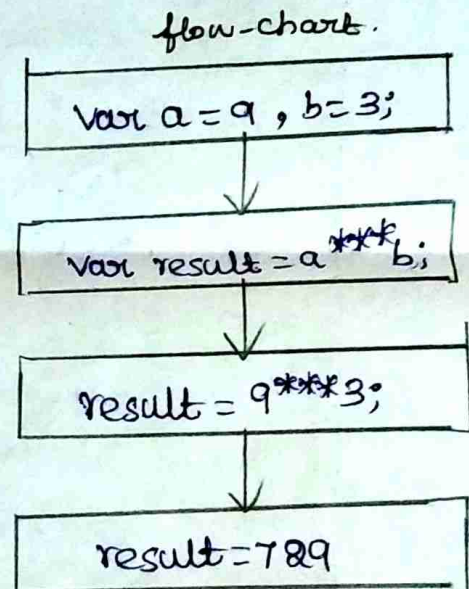 flow-chart.
var a = 9, b = 3;
var result = a***b;
result = 9***3;
result = 729